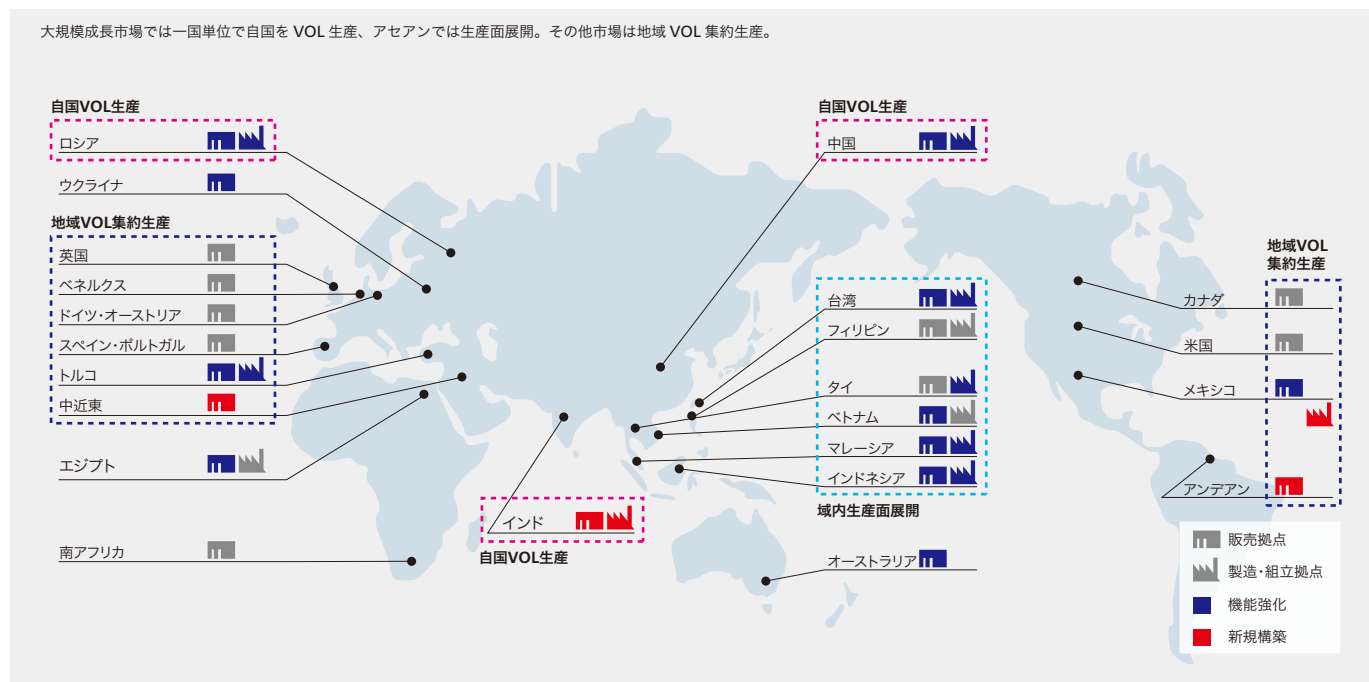 大規模成長市場では一国単位で自国を VOL 生産、アセアンでは生産面展開。その他市場は地域 VOL 集約生産。
自国VOL生産
ロシア
ウクライナ
地域VOL集約生産
英国
ベネルクス
ドイツ・オーストリア
スペイン・ポルトガル
トルコ
中近東
エジプト
南アフリカ
インド
自国VOL生産
自国VOL生産
中国
台湾
フィリピン
タイ
ベトナム
マレーシア
インドネシア
域内生産面展開
オーストラリア
地域VOL
集約生産
カナダ
米国
メキシコ
アンデアン
販売拠点
製造・組立拠点
機能強化
新規構築